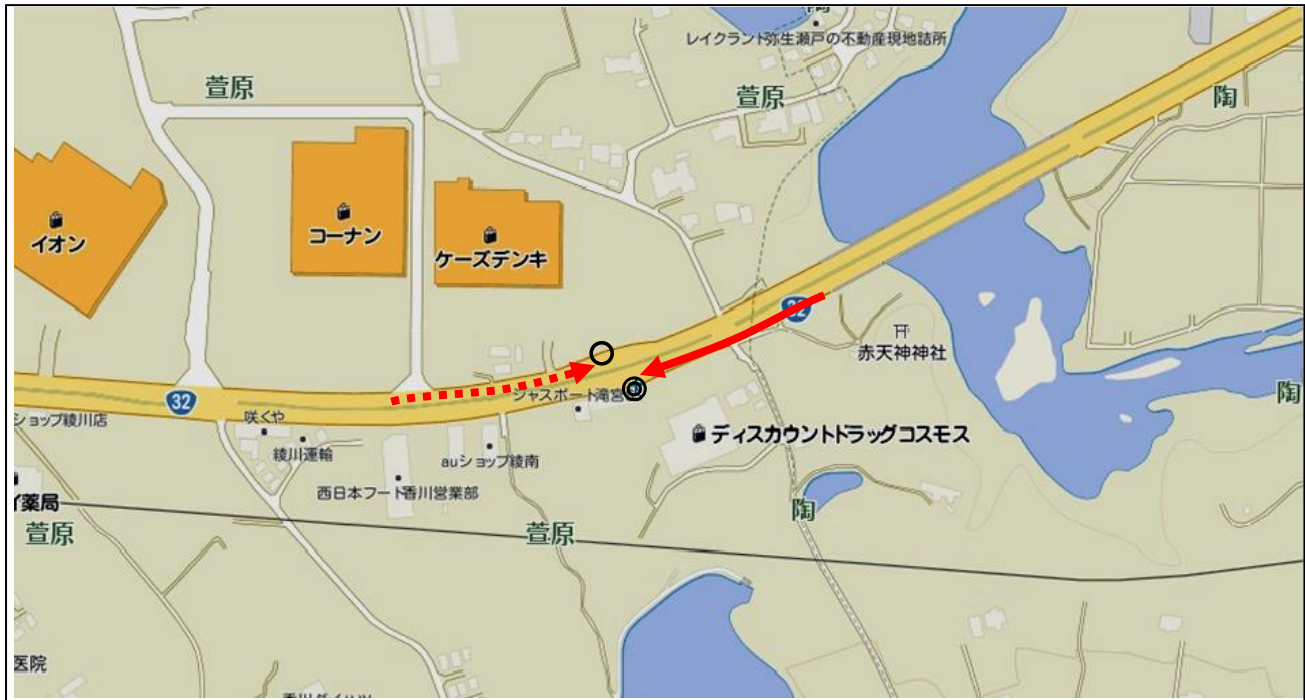 陶
レイクランド弥生瀬戸の不動産現地詰所
萱原
萱原
陶
イオン
コーナン
ケーズデンキ
32
赤天神神社
32
ジャスポート滝宮
陶
ショップ綾川店
咲くや
ディスカウントドラッグコスモス
綾川運輸
auショップ綾南
西日本フード香川営業部
イ薬局
陶
萱原
萱原
医院